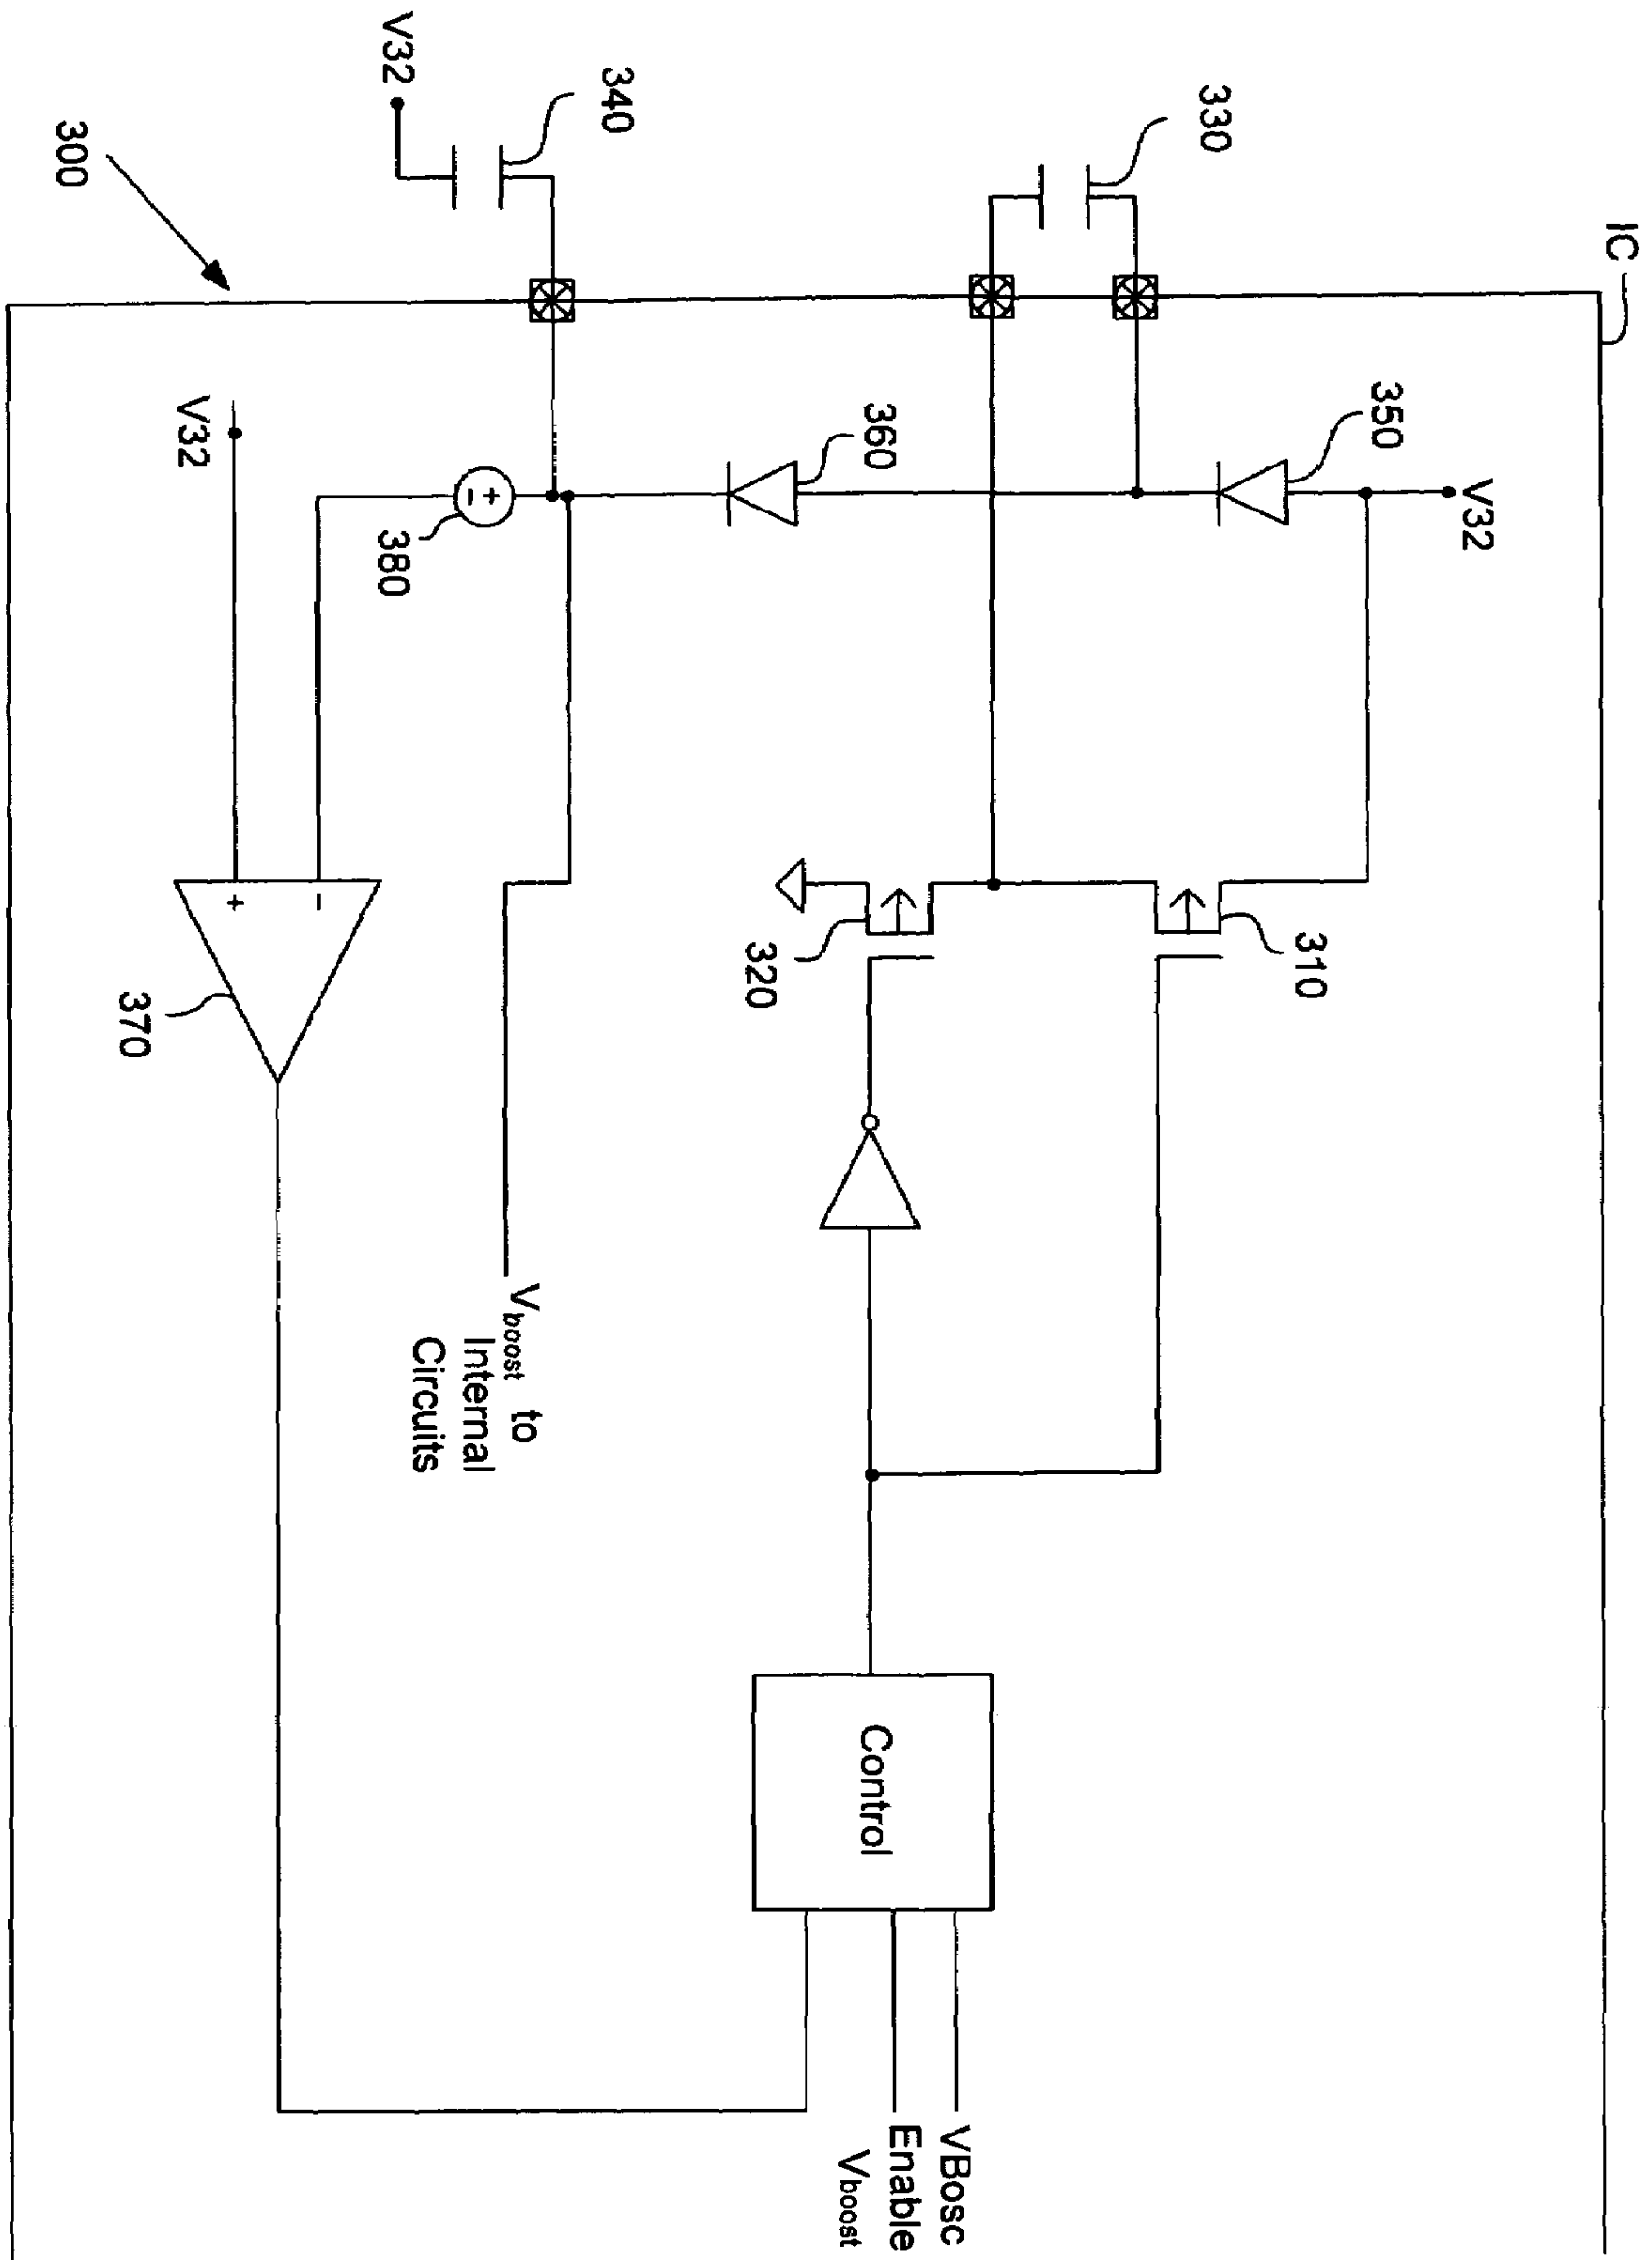 IC
V32
350
310
330
VBosc
Enable
Vboost
360
Control
320
340
Vboost to
Internal
Circuits
+
-
V32
380
-
+
V32
370
300